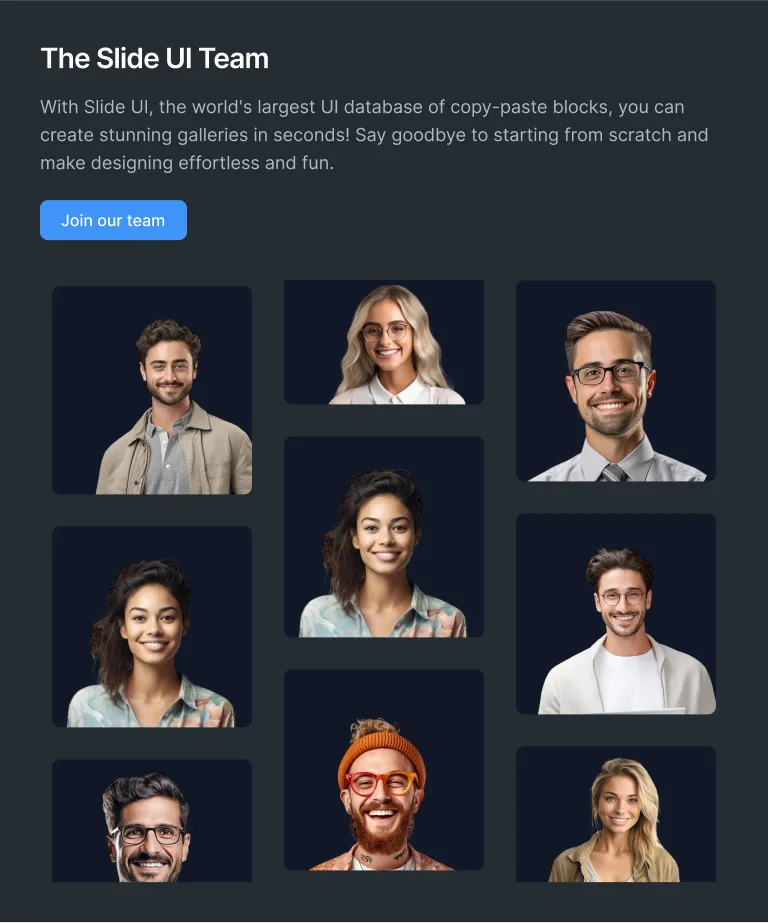 The Slide UI Team
With Slide UI, the world's largest UI database of copy-paste blocks, you can
create stunning galleries in seconds! Say goodbye to starting from scratch and
make designing effortless and fun.
Join our team